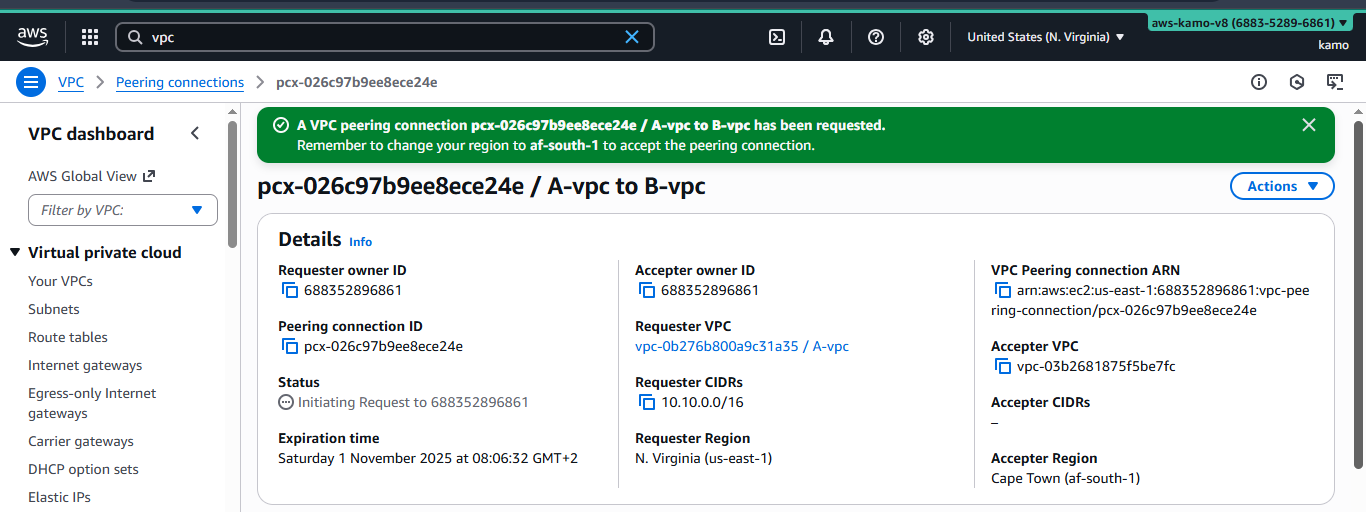 aws
vpc
United States (N. Virginia)
aws-kamo-v8 (6883-5289-6861)
kamo
VPC
Peering connections
pcx-026c97b9ee8ece24e
VPC dashboard
AWS Global View
Filter by VPC:
Virtual private cloud
Your VPCs
Subnets
Route tables
Internet gateways
Egress-only Internet
gateways
Carrier gateways
DHCP option sets
Elastic IPs
A VPC peering connection pcx-026c97b9ee8ece24e / A-vpc to B-vpc has been requested.
Remember to change your region to af-south-1 to accept the peering connection.
pcx-026c97b9ee8ece24e / A-vpc to B-vpc
Actions
Details Info
Requester owner ID
688352896861
Peering connection ID
pcx-026c97b9ee8ece24e
Status
Initiating Request to 688352896861
Expiration time
Saturday 1 November 2025 at 08:06:32 GMT+2
Accepter owner ID
688352896861
Requester VPC
vpc-0b276b800a9c31a35 / A-vpc
Requester CIDRs
10.10.0.0/16
Requester Region
N. Virginia (us-east-1)
VPC Peering connection ARN
arn:aws:ec2:us-east-1:688352896861:vpc-pee
ring-connection/pcx-026c97b9ee8ece24e
Accepter VPC
vpc-03b2681875f5be7fc
Accepter CIDRs
–
Accepter Region
Cape Town (af-south-1)